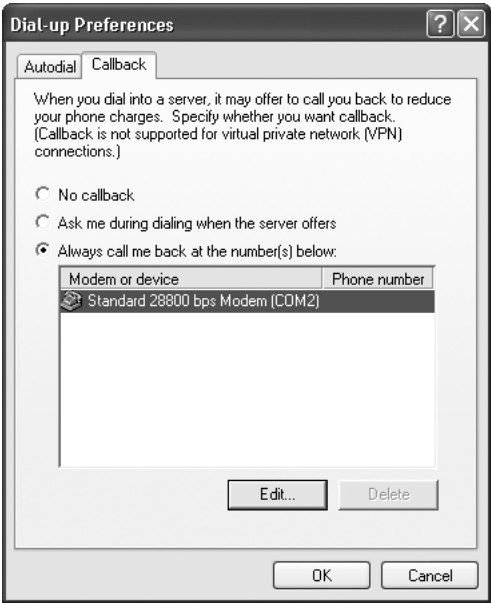 Dial-up Preferences
Autodial Callback
When you dial into a server, it may offer to call you back to reduce
your phone charges. Specify whether you want callback.
(Callback is not supported for virtual private network (VPN)
connections.)
No callback
Ask me during dialing when the server offers
Always call me back at the number(s) below:
Modem or device Phone number
Standard 28800 bps Modem (COM2)
Edit... Delete
OK Cancel